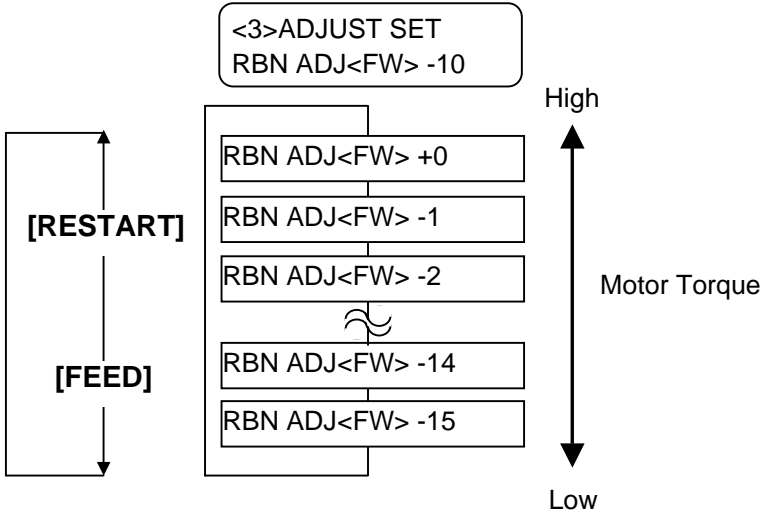 <3>ADJUST SET
RBN ADJ<FW> -10
High
RBN ADJ<FW> +0
[RESTART]
RBN ADJ<FW> -1
RBN ADJ<FW> -2
Motor Torque
[FEED]
RBN ADJ<FW> -14
RBN ADJ<FW> -15
Low